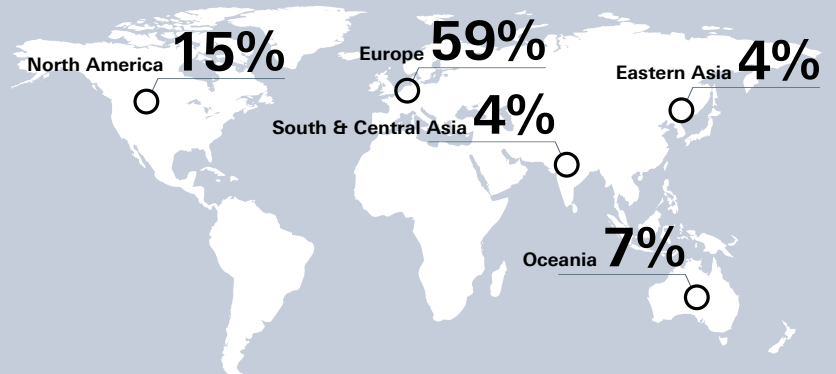 North America 15%
Europe 59%
Eastern Asia 4%
South & Central Asia 4%
Oceania 7%